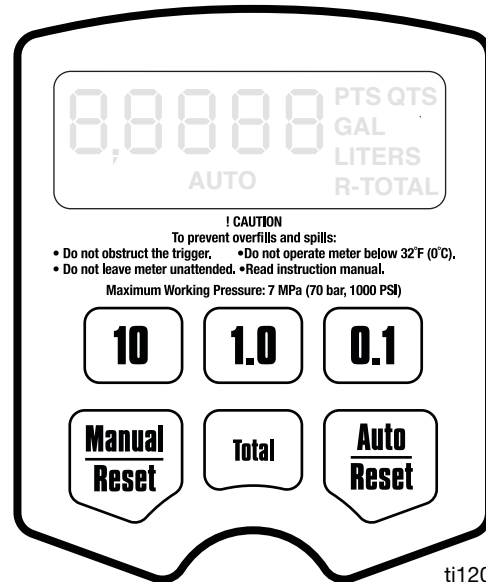 8.8888 PTS QTS
GAL
LITERS
AUTO R-TOTAL
! CAUTION
To prevent overfills and spills:
• Do not obstruct the trigger. •Do not operate meter below 32°F (0°C).
• Do not leave meter unattended. •Read instruction manual.
Maximum Working Pressure: 7 MPa (70 bar, 1000 PSI)
10 1.0 0.1
Manual Total Auto
Reset Reset
ti120